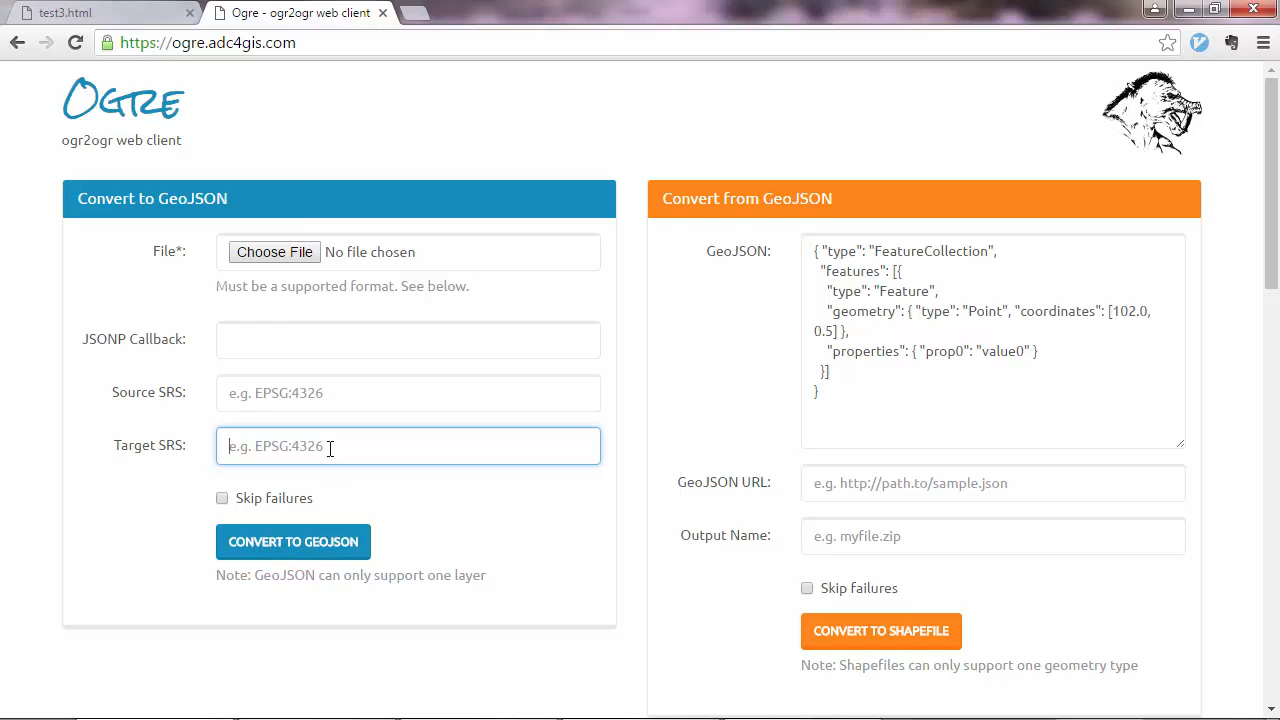 test3.html
Ogre - ogr2ogr web client
https://ogre.adc4gis.com
OGRE
ogr2ogr web client
Convert to GeoJSON
File*:
Choose File No file chosen
Must be a supported format. See below.
JSONP Callback:
Source SRS:
e.g. EPSG:4326
Target SRS:
e.g. EPSG:4326
Skip failures
CONVERT TO GEOJSON
Note: GeoJSON can only support one layer
Convert from GeoJSON
GeoJSON:
{ "type": "FeatureCollection",
"features": [{
"type": "Feature",
"geometry": { "type": "Point", "coordinates": [102.0,
0.5] },
"properties": { "prop0": "value0" }
}]
}
GeoJSON URL:
e.g. http://path.to/sample.json
Output Name:
e.g. myfile.zip
Skip failures
CONVERT TO SHAPEFILE
Note: Shapefiles can only support one geometry type